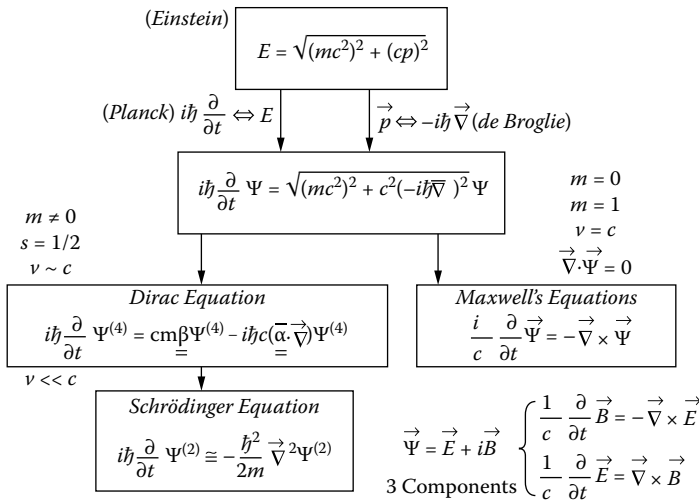 (Einstein)
E = √(mc²)² + (cp)²
(Planck) iħ ∂/∂t ⇔ E
p⃗ ⇔ –iħ ∇⃗ (de Broglie)
iħ ∂/∂t Ψ = √(mc²)² + c²(-iħ∇̅ )² Ψ
m ≠ 0
s = 1/2
v ~ c
m = 0
m = 1
v = c
∇⃗·Ψ⃗ = 0
Dirac Equation
iħ ∂/∂t Ψ⁽⁴⁾ = cmβ̳Ψ⁽⁴⁾ – iħc(α̳̅·∇⃗)Ψ⁽⁴⁾
Maxwell's Equations
i/c ∂/∂t Ψ⃗ = –∇⃗ × Ψ⃗
v << c
Schrödinger Equation
iħ ∂/∂t Ψ⁽²⁾ ≅ – ħ²/2m ∇⃗ ²Ψ⁽²⁾
Ψ⃗ = E⃗ + iB⃗
3 Components
{ 1/c ∂/∂t B⃗ = –∇⃗ × E⃗
1/c ∂/∂t E⃗ = ∇⃗ × B⃗